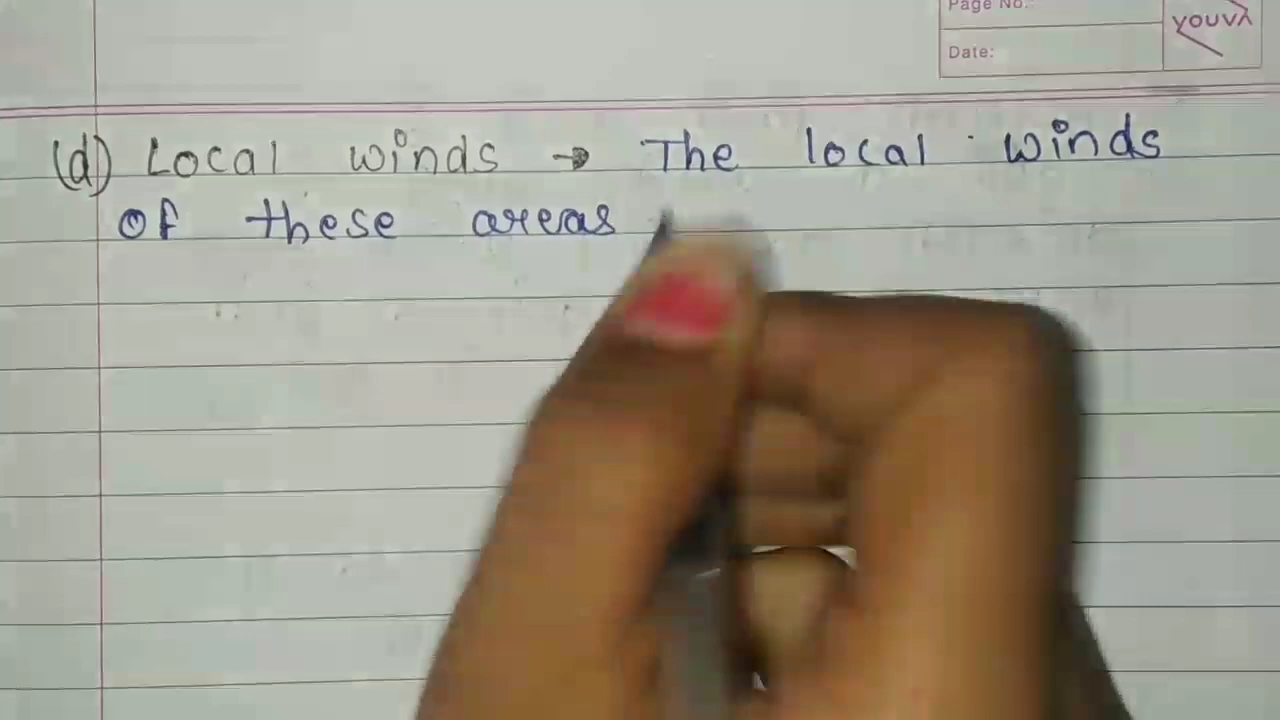 Page No.:
youva
Date:
(d) Local winds → The local winds
of these areas